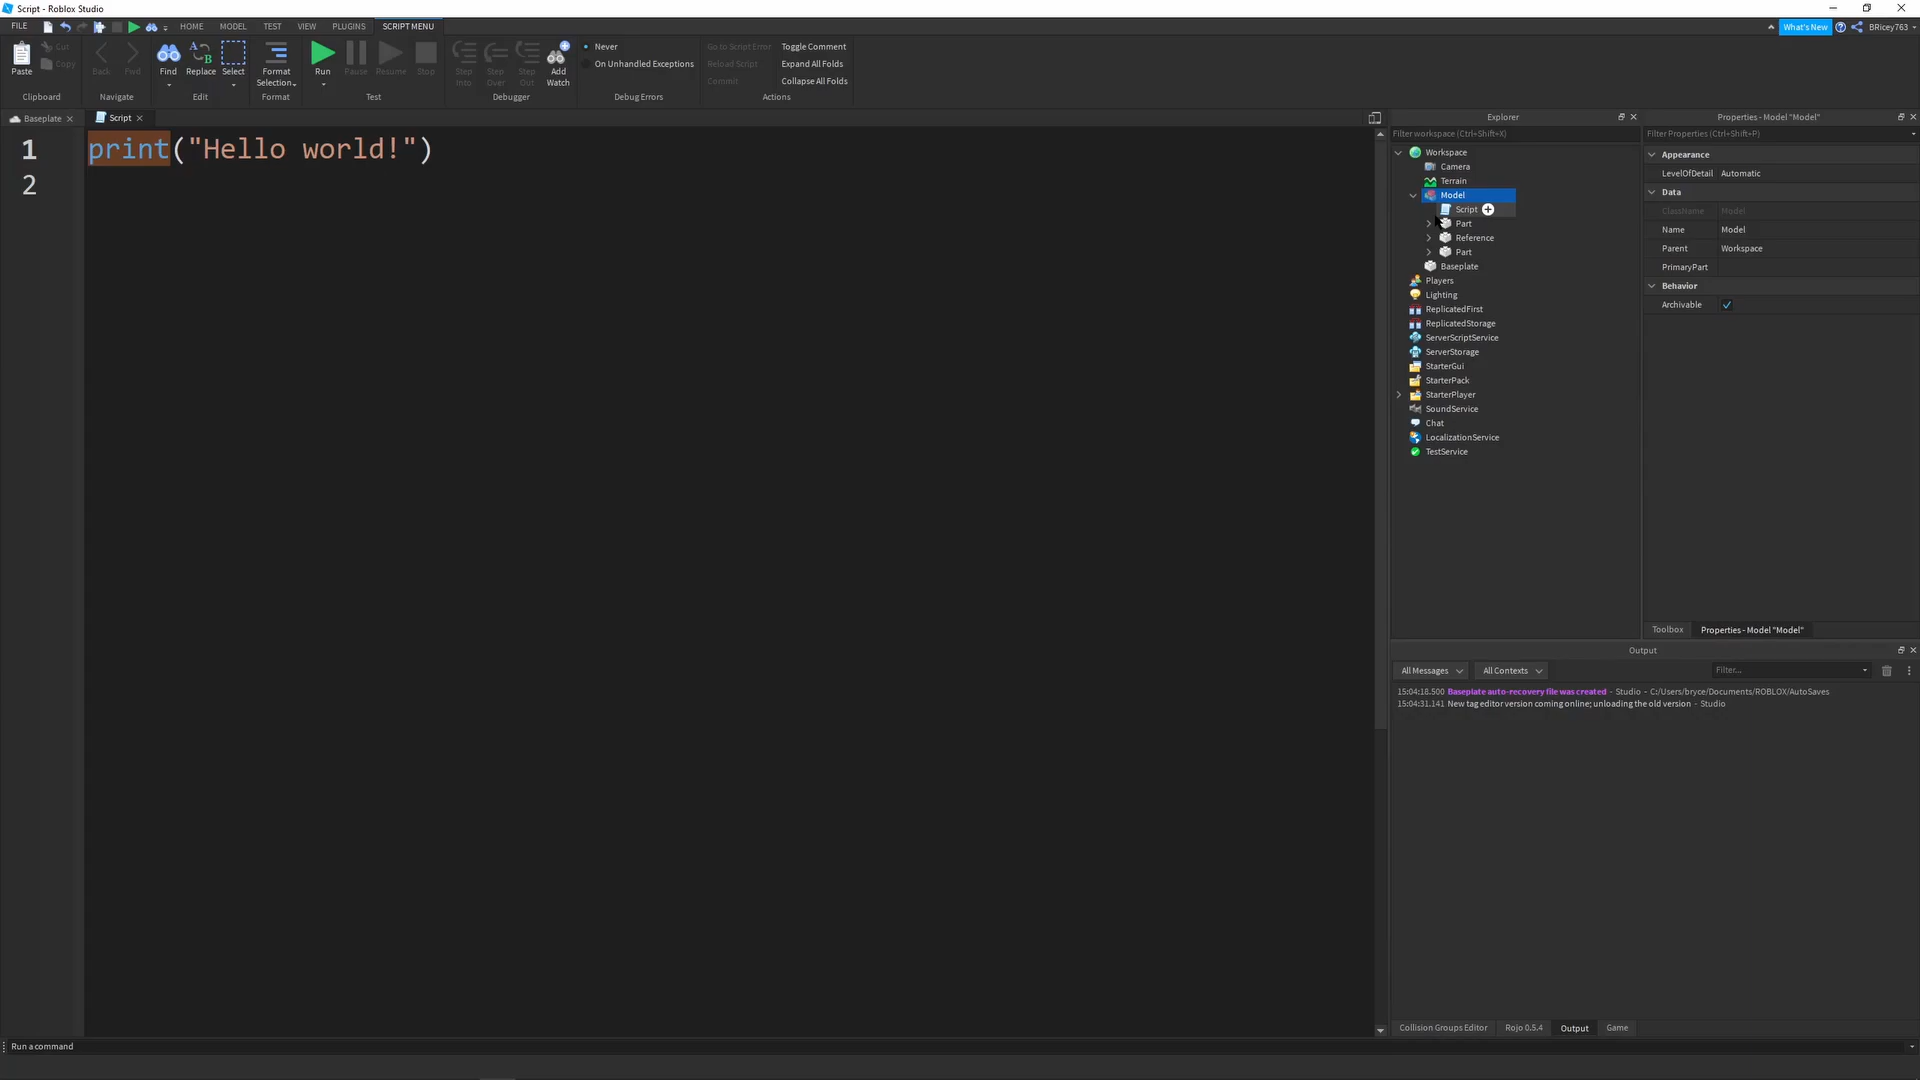 Script - Roblox Studio
FILE HOME MODEL TEST VIEW PLUGINS SCRIPT MENU What's New BRicey763
Paste Cut Copy Back Fwd Find Replace Select Format Selection Run Pause Resume Stop Step Into Step Over Step Out Add Watch
Never
On Unhandled Exceptions
Go to Script Error Toggle Comment
Reload Script Expand All Folds
Commit Collapse All Folds
Clipboard Navigate Edit Format Test Debugger Debug Errors Actions
Baseplate Script
1 print("Hello world!")
2
Explorer
Filter workspace (Ctrl+Shift+X)
Workspace
Camera
Terrain
Model
Script
Part
Reference
Part
Baseplate
Players
Lighting
ReplicatedFirst
ReplicatedStorage
ServerScriptService
ServerStorage
StarterGui
StarterPack
StarterPlayer
SoundService
Chat
LocalizationService
TestService
Properties - Model "Model"
Filter Properties (Ctrl+Shift+P)
Appearance
LevelOfDetail Automatic
Data
ClassName Model
Name Model
Parent Workspace
PrimaryPart
Behavior
Archivable
Toolbox Properties - Model "Model"
Output
All Messages All Contexts Filter...
15:04:18.500 Baseplate auto-recovery file was created - Studio - C:/Users/bryce/Documents/ROBLOX/AutoSaves
15:04:31.141 New tag editor version coming online; unloading the old version - Studio
Collision Groups Editor Rojo 0.5.4 Output Game
Run a command